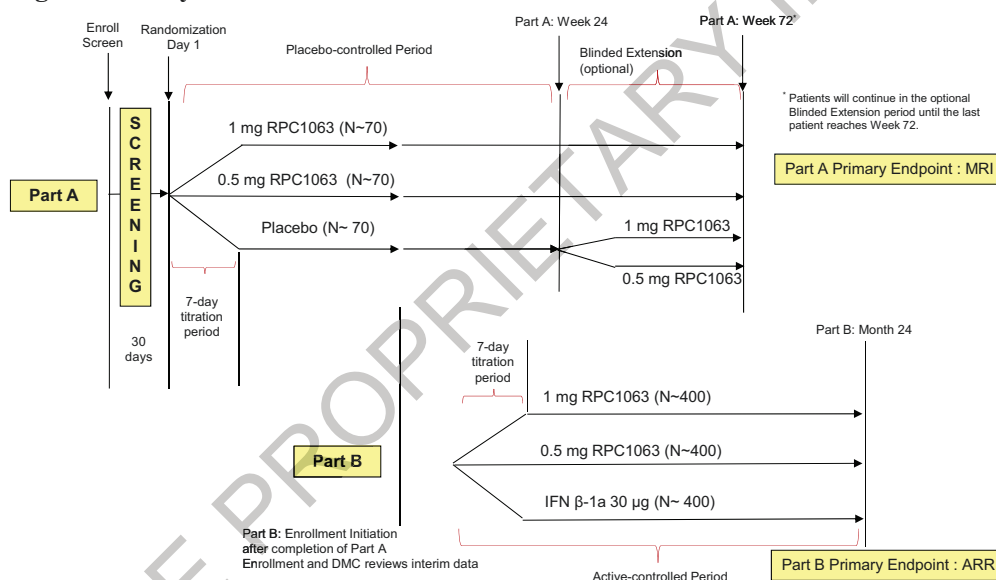 Enroll
Screen
Randomization
Day 1
Placebo-controlled Period
Part A: Week 24
Blinded Extension
(optional)
Part A: Week 72*
* Patients will continue in the optional
Blinded Extension period until the last
patient reaches Week 72.
Part A Primary Endpoint : MRI
Part A
S
C
R
E
E
N
I
N
G
1 mg RPC1063 (N~70)
0.5 mg RPC1063 (N~70)
Placebo (N~ 70)
1 mg RPC1063
0.5 mg RPC1063
7-day
titration
period
30
days
Part B: Month 24
7-day
titration
period
1 mg RPC1063 (N~400)
Part B
0.5 mg RPC1063 (N~400)
IFN β-1a 30 µg (N~ 400)
Part B: Enrollment Initiation
after completion of Part A
Enrollment and DMC reviews interim data
Active-controlled Period
Part B Primary Endpoint : ARR
PROPRIETARY